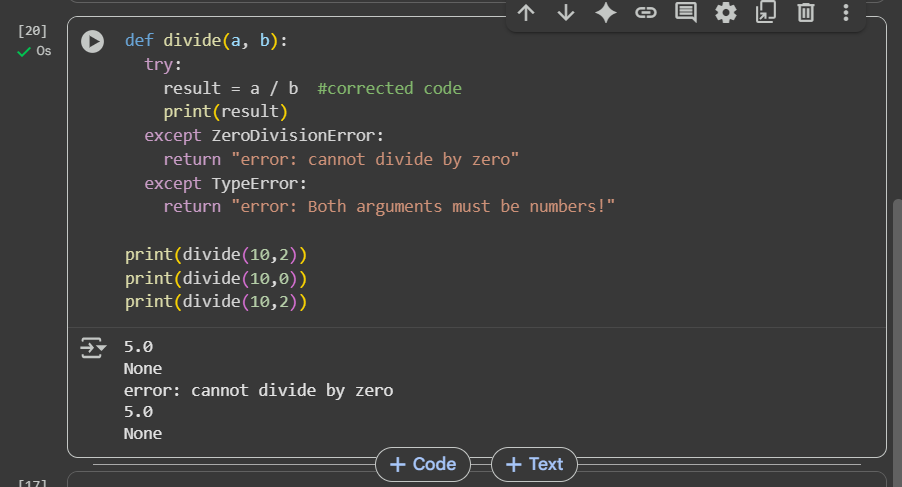 [20]
0s
def divide(a, b):
  try:
    result = a / b  #corrected code
    print(result)
  except ZeroDivisionError:
    return "error: cannot divide by zero"
  except TypeError:
    return "error: Both arguments must be numbers!"

print(divide(10,2))
print(divide(10,0))
print(divide(10,2))
5.0
None
error: cannot divide by zero
5.0
None
+ Code
+ Text
[17]